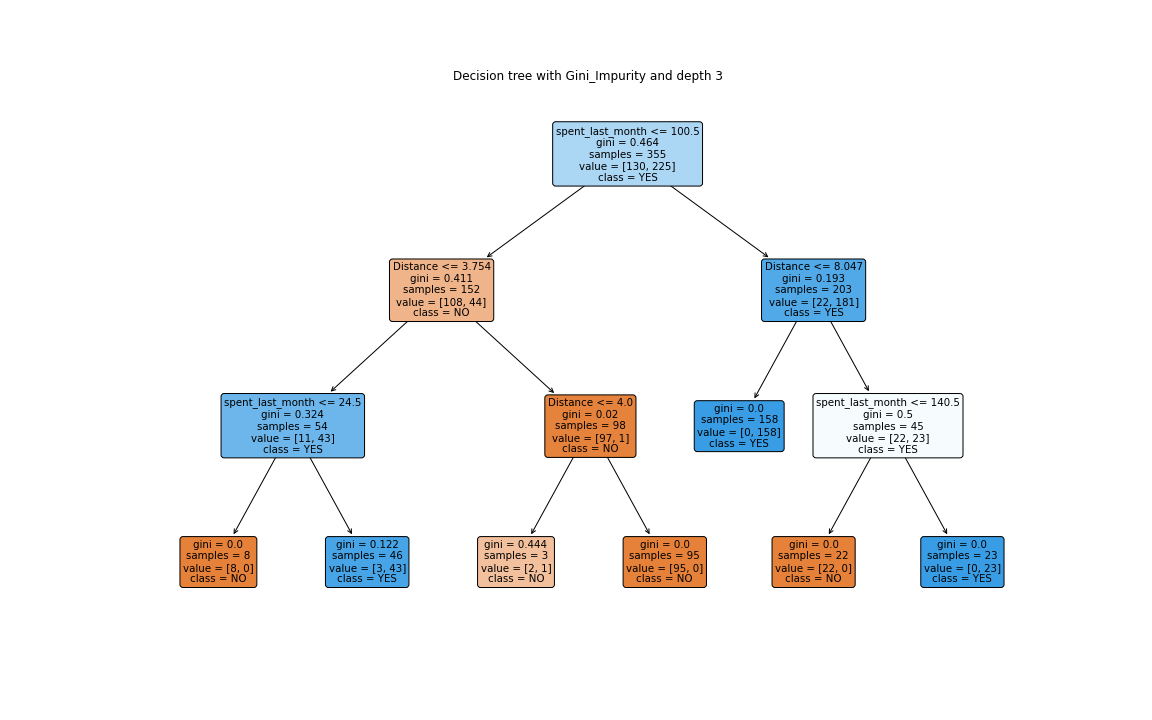 Decision tree with Gini_Impurity and depth 3
spent_last_month <= 100.5
gini = 0.464
samples = 355
value = [130, 225]
class = YES
Distance <= 3.754
gini = 0.411
samples = 152
value = [108, 44]
class = NO
Distance <= 8.047
gini = 0.193
samples = 203
value = [22, 181]
class = YES
spent_last_month <= 24.5
gini = 0.324
samples = 54
value = [11, 43]
class = YES
Distance <= 4.0
gini = 0.02
samples = 98
value = [97, 1]
class = NO
gini = 0.0
samples = 158
value = [0, 158]
class = YES
spent_last_month <= 140.5
gini = 0.5
samples = 45
value = [22, 23]
class = YES
gini = 0.0
samples = 8
value = [8, 0]
class = NO
gini = 0.122
samples = 46
value = [3, 43]
class = YES
gini = 0.444
samples = 3
value = [2, 1]
class = NO
gini = 0.0
samples = 95
value = [95, 0]
class = NO
gini = 0.0
samples = 22
value = [22, 0]
class = NO
gini = 0.0
samples = 23
value = [0, 23]
class = YES